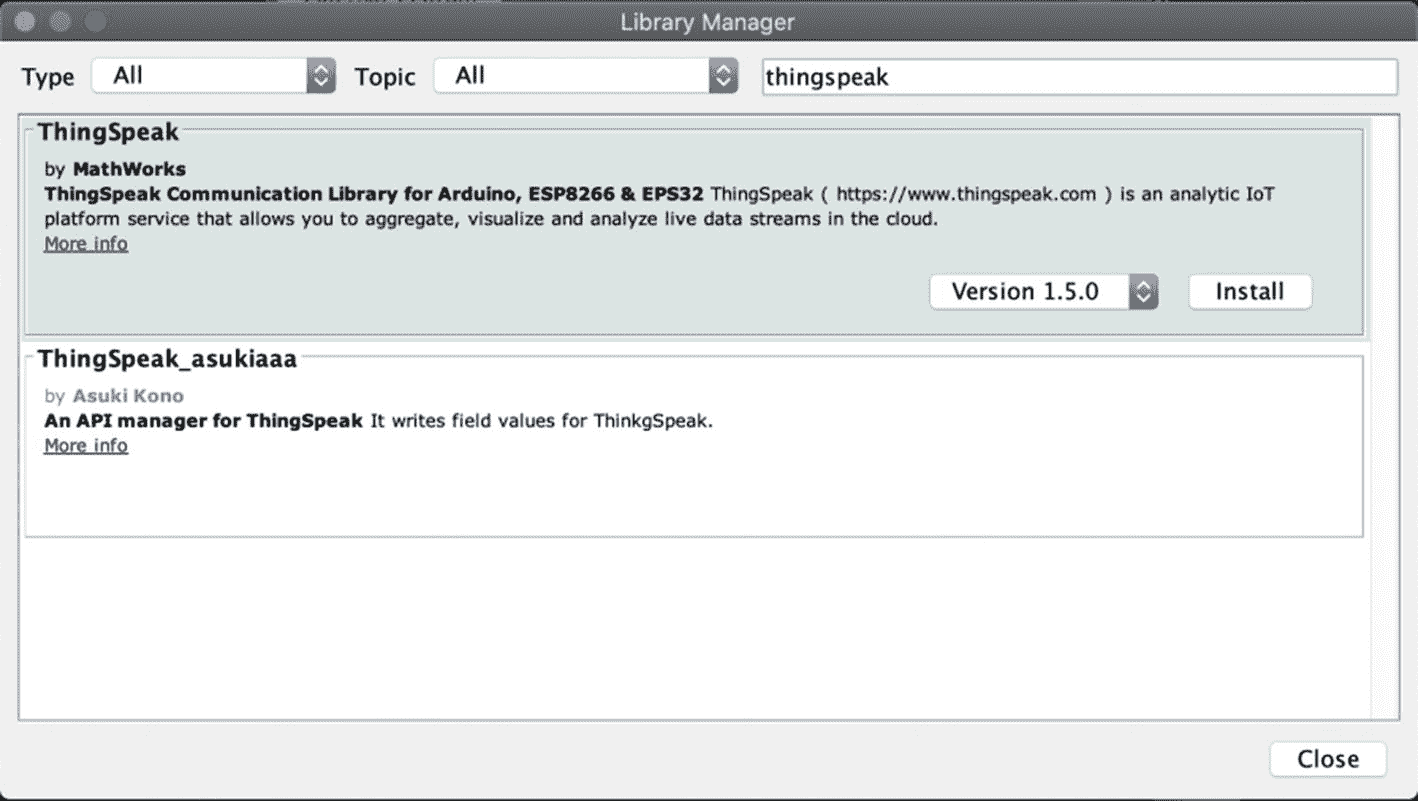 Library Manager
Type All Topic All thingspeak
ThingSpeak
by MathWorks
ThingSpeak Communication Library for Arduino, ESP8266 & EPS32 ThingSpeak ( https://www.thingspeak.com ) is an analytic IoT
platform service that allows you to aggregate, visualize and analyze live data streams in the cloud.
More info
Version 1.5.0 Install
ThingSpeak_asukiaaa
by Asuki Kono
An API manager for ThingSpeak It writes field values for ThinkgSpeak.
More info
Close